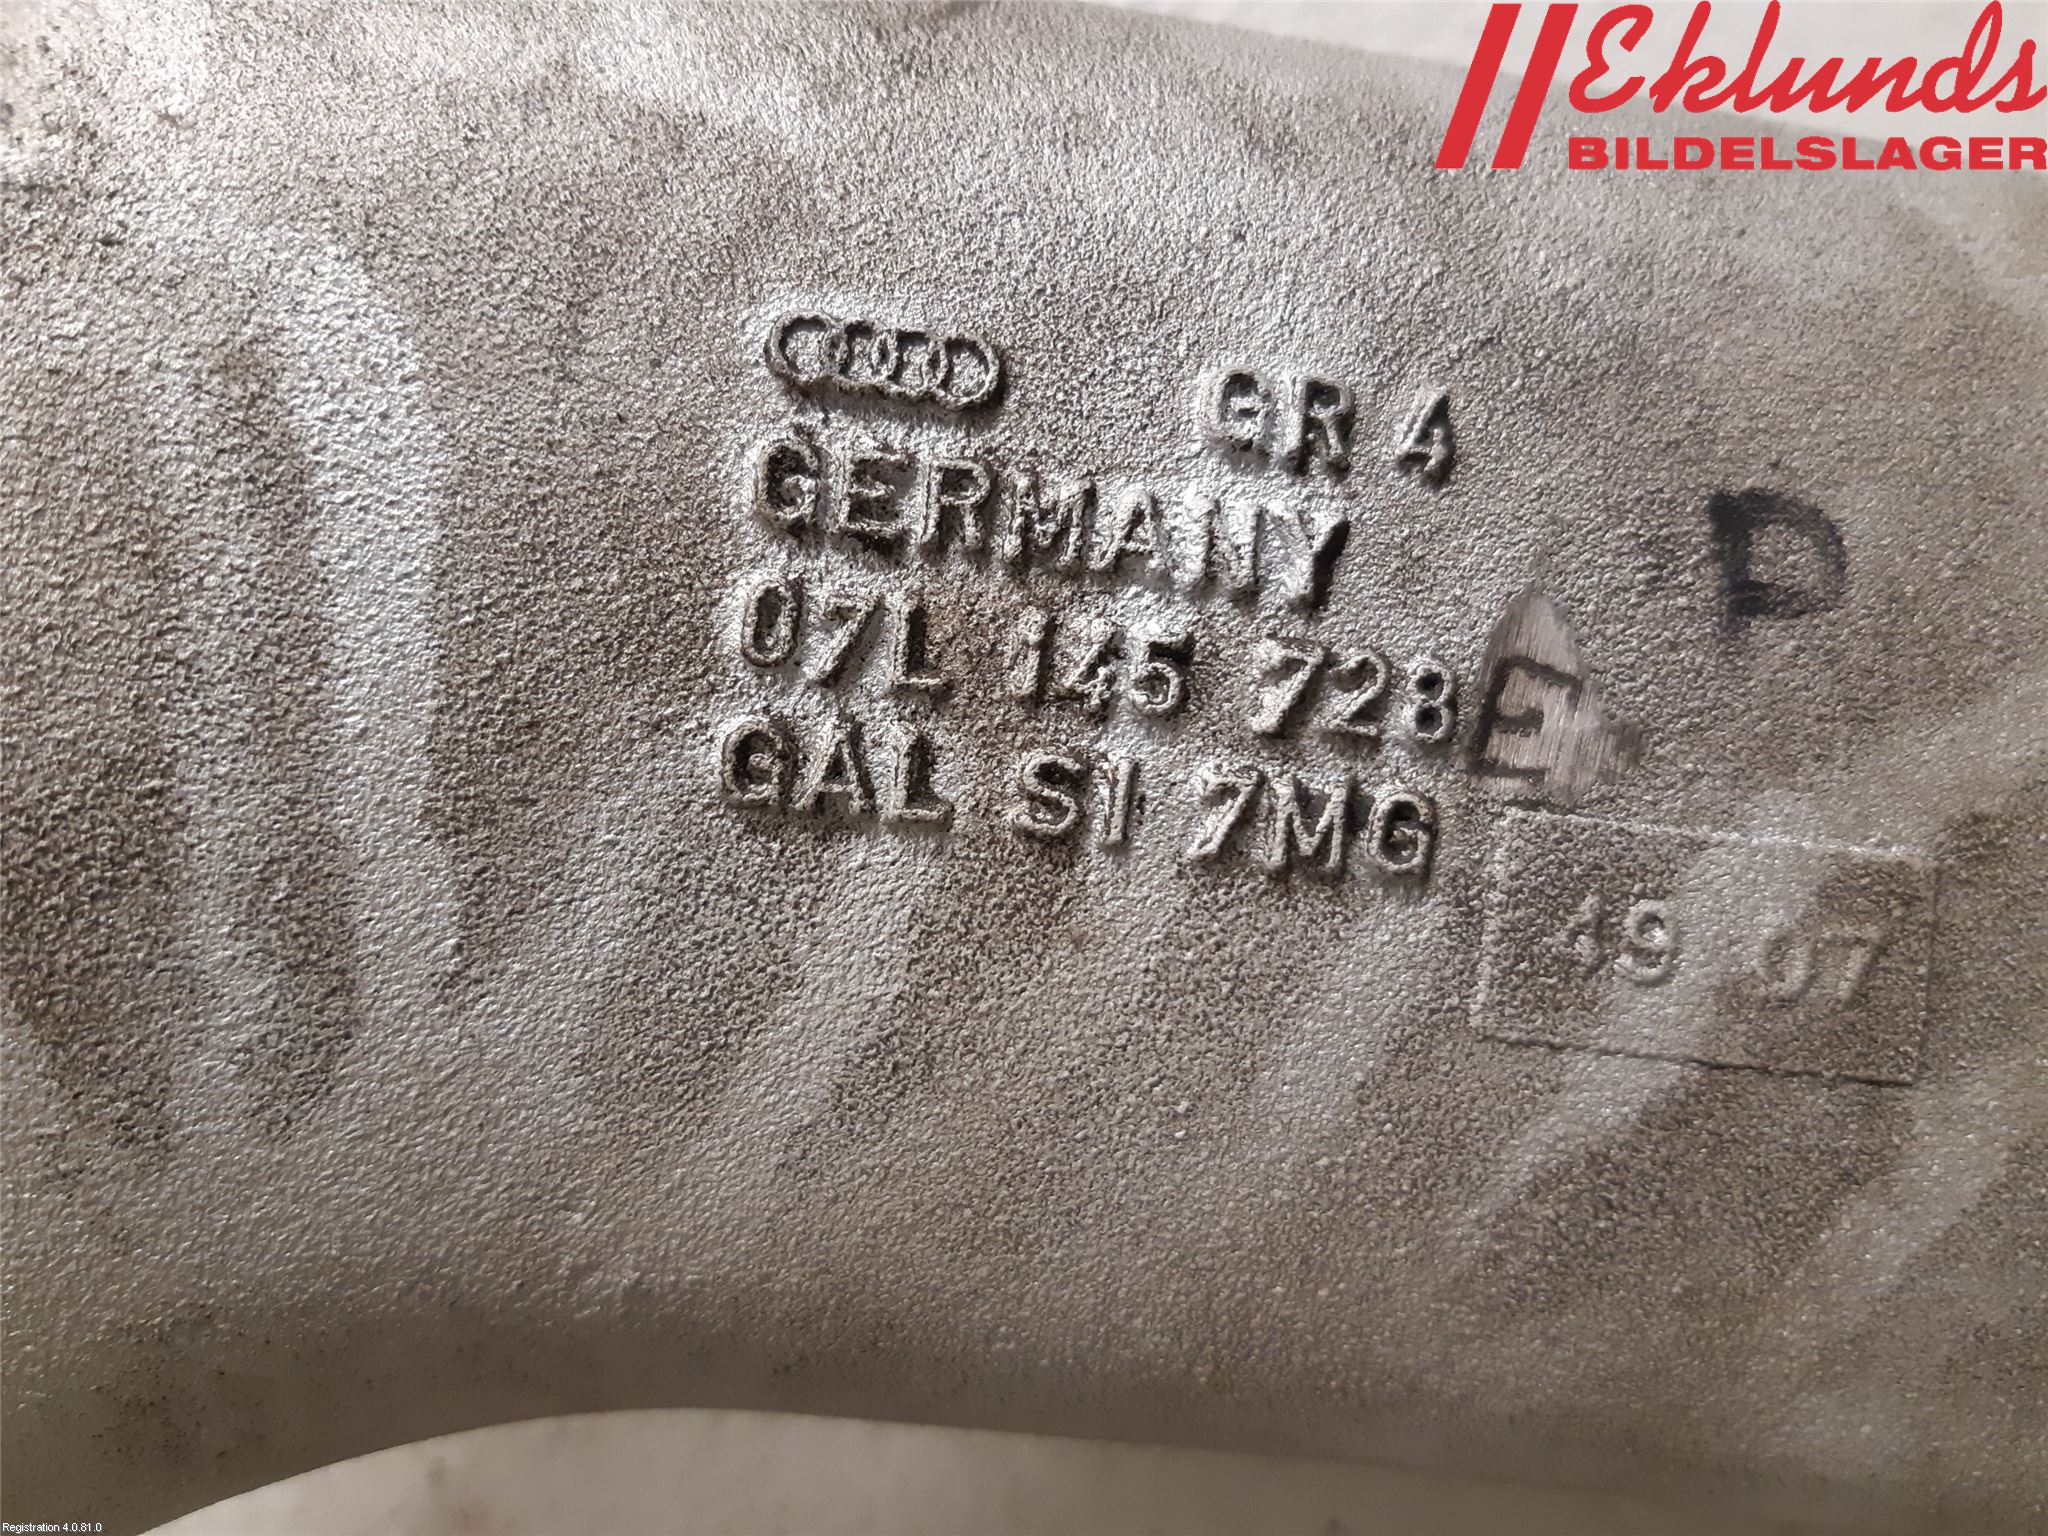 Eklunds
BILDELSLAGER
GR 4
GERMANY
07L 145 728 E
D
GAL SI 7MG
49 07
Registration 4.0.81.0